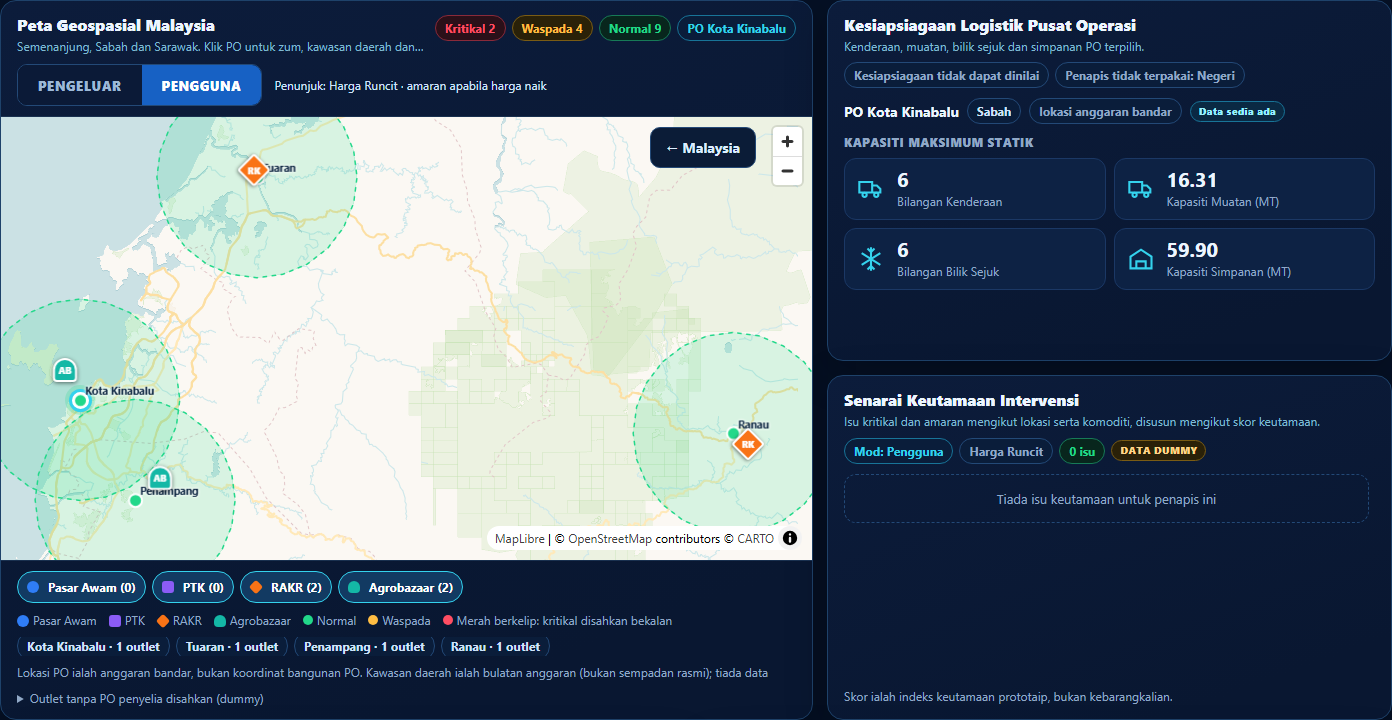 Peta Geospasial Malaysia
Semenanjung, Sabah dan Sarawak. Klik PO untuk zum, kawasan daerah dan...
Kritikal 2
Waspada 4
Normal 9
PO Kota Kinabalu
PENGELUAR
PENGGUNA
Penunjuk: Harga Runcit · amaran apabila harga naik
← Malaysia
+
−
RK
uaran
AB
Kota Kinabalu
AB
Penampang
Ranau
RK
MapLibre | © OpenStreetMap contributors © CARTO
Pasar Awam (0)
PTK (0)
RAKR (2)
Agrobazaar (2)
Pasar Awam
PTK
RAKR
Agrobazaar
Normal
Waspada
Merah berkelip: kritikal disahkan bekalan
Kota Kinabalu · 1 outlet
Tuaran · 1 outlet
Penampang · 1 outlet
Ranau · 1 outlet
Lokasi PO ialah anggaran bandar, bukan koordinat bangunan PO. Kawasan daerah ialah bulatan anggaran (bukan sempadan rasmi); tiada data
▶ Outlet tanpa PO penyelia disahkan (dummy)
Kesiapsiagaan Logistik Pusat Operasi
Kenderaan, muatan, bilik sejuk dan simpanan PO terpilih.
Kesiapsiagaan tidak dapat dinilai
Penapis tidak terpakai: Negeri
PO Kota Kinabalu
Sabah
lokasi anggaran bandar
Data sedia ada
KAPASITI MAKSIMUM STATIK
6
Bilangan Kenderaan
16.31
Kapasiti Muatan (MT)
6
Bilangan Bilik Sejuk
59.90
Kapasiti Simpanan (MT)
Senarai Keutamaan Intervensi
Isu kritikal dan amaran mengikut lokasi serta komoditi, disusun mengikut skor keutamaan.
Mod: Pengguna
Harga Runcit
0 isu
DATA DUMMY
Tiada isu keutamaan untuk penapis ini
Skor ialah indeks keutamaan prototaip, bukan kebarangkalian.